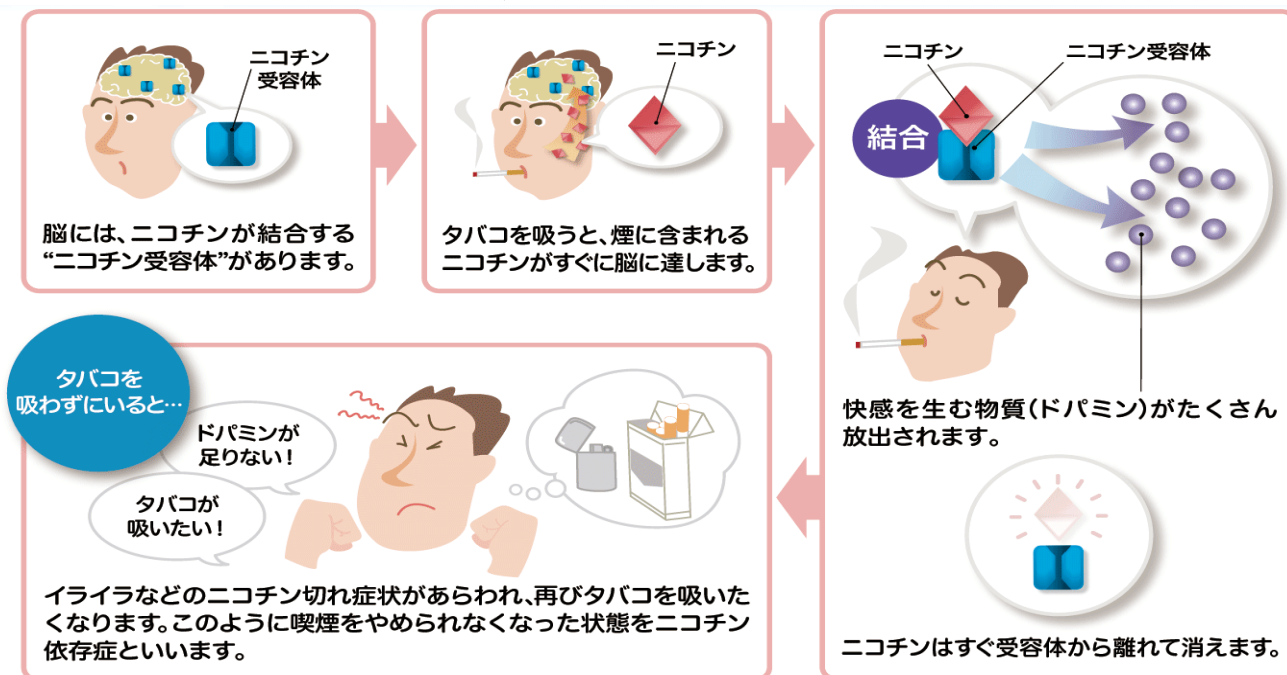 ニコチン
受容体
脳には、ニコチンが結合する
“ニコチン受容体”があります。
ニコチン
タバコを吸うと、煙に含まれる
ニコチンがすぐに脳に達します。
ニコチン
ニコチン受容体
結合
快感を生む物質(ドパミン)がたくさん
放出されます。
ニコチンはすぐ受容体から離れて消えます。
タバコを
吸わずにいると…
ドパミンが
足りない!
タバコが
吸いたい!
イライラなどのニコチン切れ症状があらわれ、再びタバコを吸いた
くなります。このように喫煙をやめられなくなった状態をニコチン
依存症といいます。